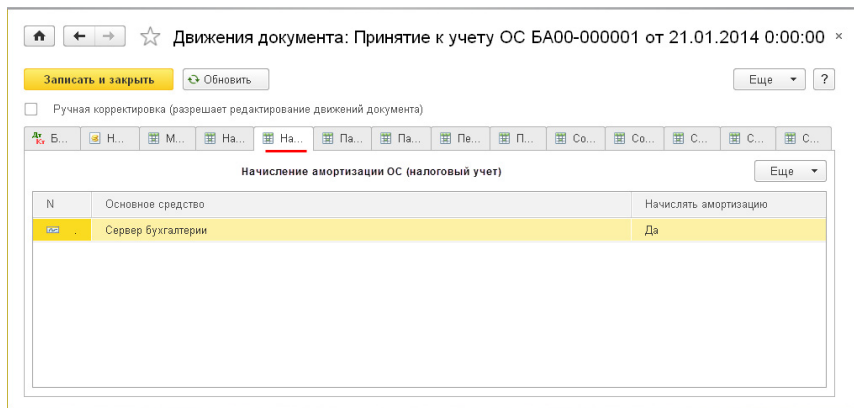 Движения документа: Принятие к учету ОС БА00-000001 от 21.01.2014 0:00:00 ×
Записать и закрыть Обновить Еще ?
Ручная корректировка (разрешает редактирование движений документа)
Дт Кт Б... Н... М... На... На... Па... Па... Пе... П... Со... Со... С... С... С...
Начисление амортизации ОС (налоговый учет) Еще
N Основное средство Начислять амортизацию
Сервер бухгалтерии Да